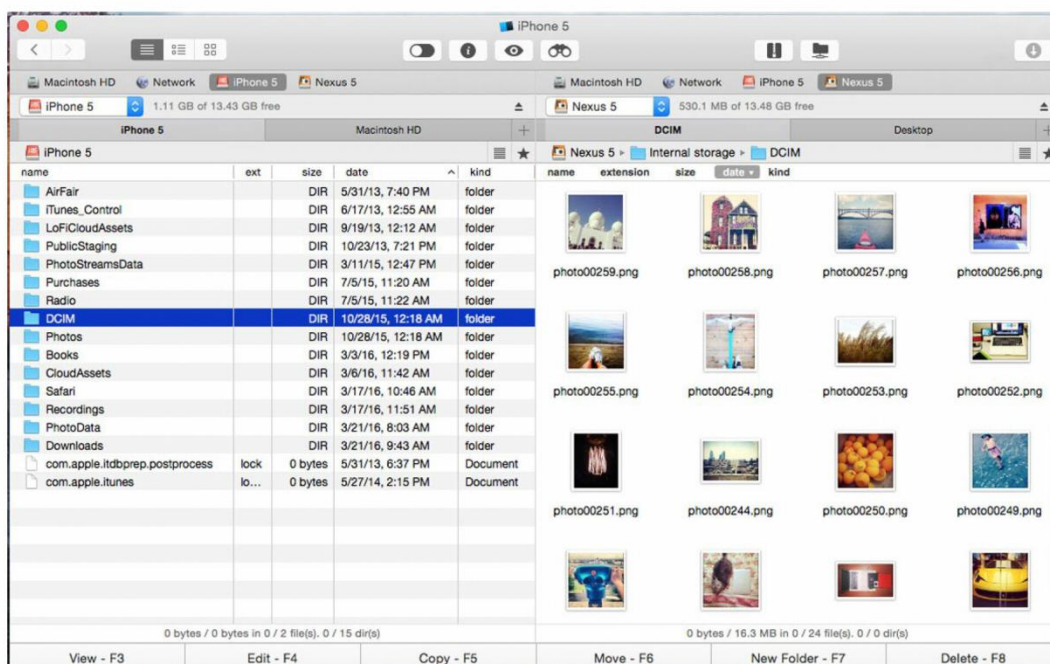 iPhone 5
Macintosh HD Network iPhone 5 Nexus 5
iPhone 5 1.11 GB of 13.43 GB free
iPhone 5 Macintosh HD
iPhone 5
name ext size date kind
AirFair DIR 5/31/13, 7:40 PM folder
iTunes_Control DIR 6/17/13, 12:55 AM folder
LoFiCloudAssets DIR 9/19/13, 12:12 AM folder
PublicStaging DIR 10/23/13, 7:21 PM folder
PhotoStreamsData DIR 3/11/15, 12:47 PM folder
Purchases DIR 7/5/15, 11:20 AM folder
Radio DIR 7/5/15, 11:22 AM folder
DCIM DIR 10/28/15, 12:18 AM folder
Photos DIR 10/28/15, 12:18 AM folder
Books DIR 3/3/16, 12:19 PM folder
CloudAssets DIR 3/6/16, 11:42 AM folder
Safari DIR 3/17/16, 10:46 AM folder
Recordings DIR 3/17/16, 11:51 AM folder
PhotoData DIR 3/21/16, 8:03 AM folder
Downloads DIR 3/21/16, 9:43 AM folder
com.apple.itdbprep.postprocess lock 0 bytes 5/31/13, 6:37 PM Document
com.apple.itunes lo... 0 bytes 5/27/14, 2:15 PM Document
0 bytes / 0 bytes in 0 / 2 file(s). 0 / 15 dir(s)
Macintosh HD Network iPhone 5 Nexus 5
Nexus 5 530.1 MB of 13.48 GB free
DCIM Desktop
Nexus 5 Internal storage DCIM
name extension size date kind
photo00259.png photo00258.png photo00257.png photo00256.png
photo00255.png photo00254.png photo00253.png photo00252.png
photo00251.png photo00244.png photo00250.png photo00249.png
0 bytes / 16.3 MB in 0 / 24 file(s). 0 / 0 dir(s)
View - F3 Edit - F4 Copy - F5 Move - F6 New Folder - F7 Delete - F8